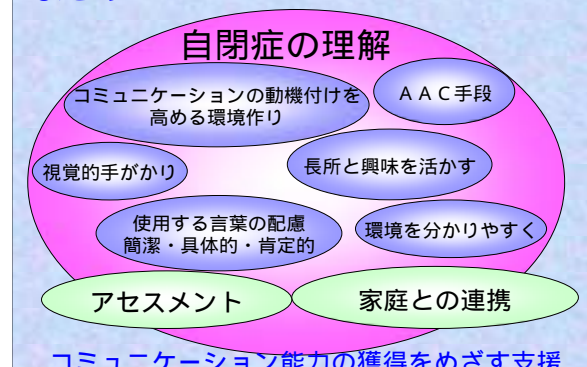 自閉症の理解
コミュニケーションの動機付けを
高める環境作り
ＡＡＣ手段
視覚的手がかり
長所と興味を活かす
使用する言葉の配慮
簡潔・具体的・肯定的
環境を分かりやすく
アセスメント
家庭との連携
コミュニケーション能力の獲得をめざす支援